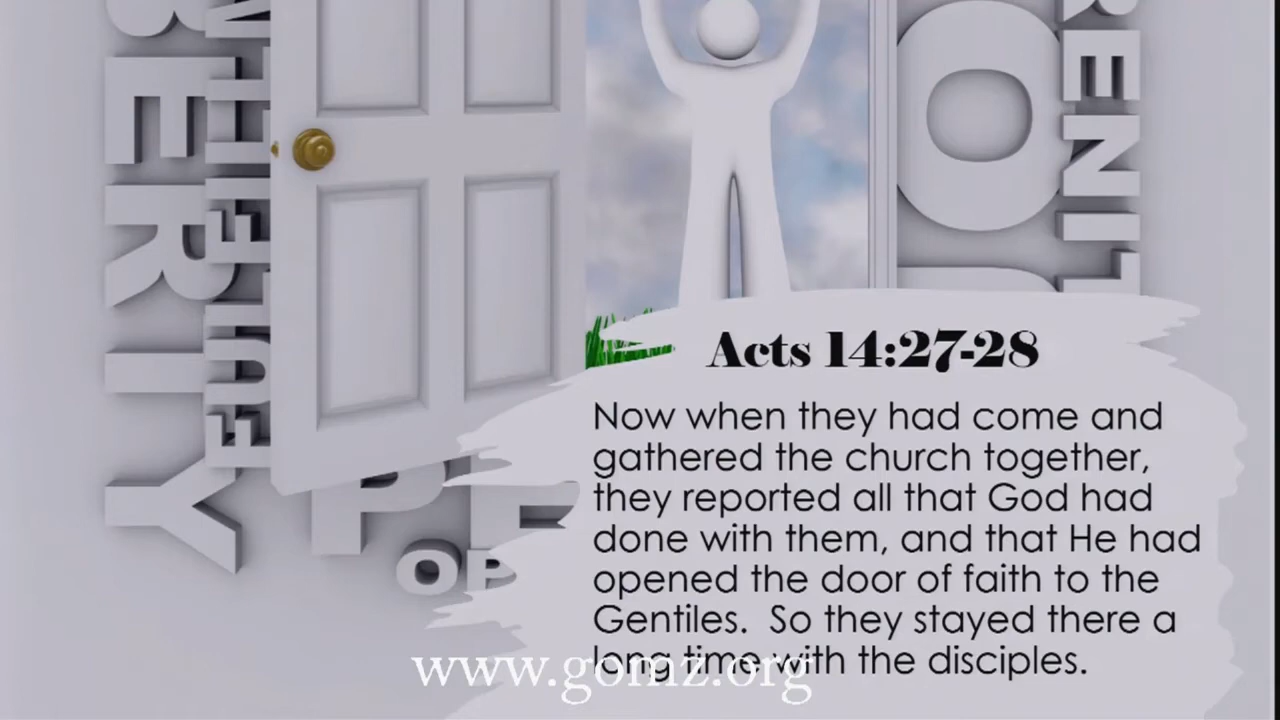 Acts 14:27-28
Now when they had come and
gathered the church together,
they reported all that God had
done with them, and that He had
opened the door of faith to the
Gentiles.  So they stayed there a
long time with the disciples.
www.gomz.org